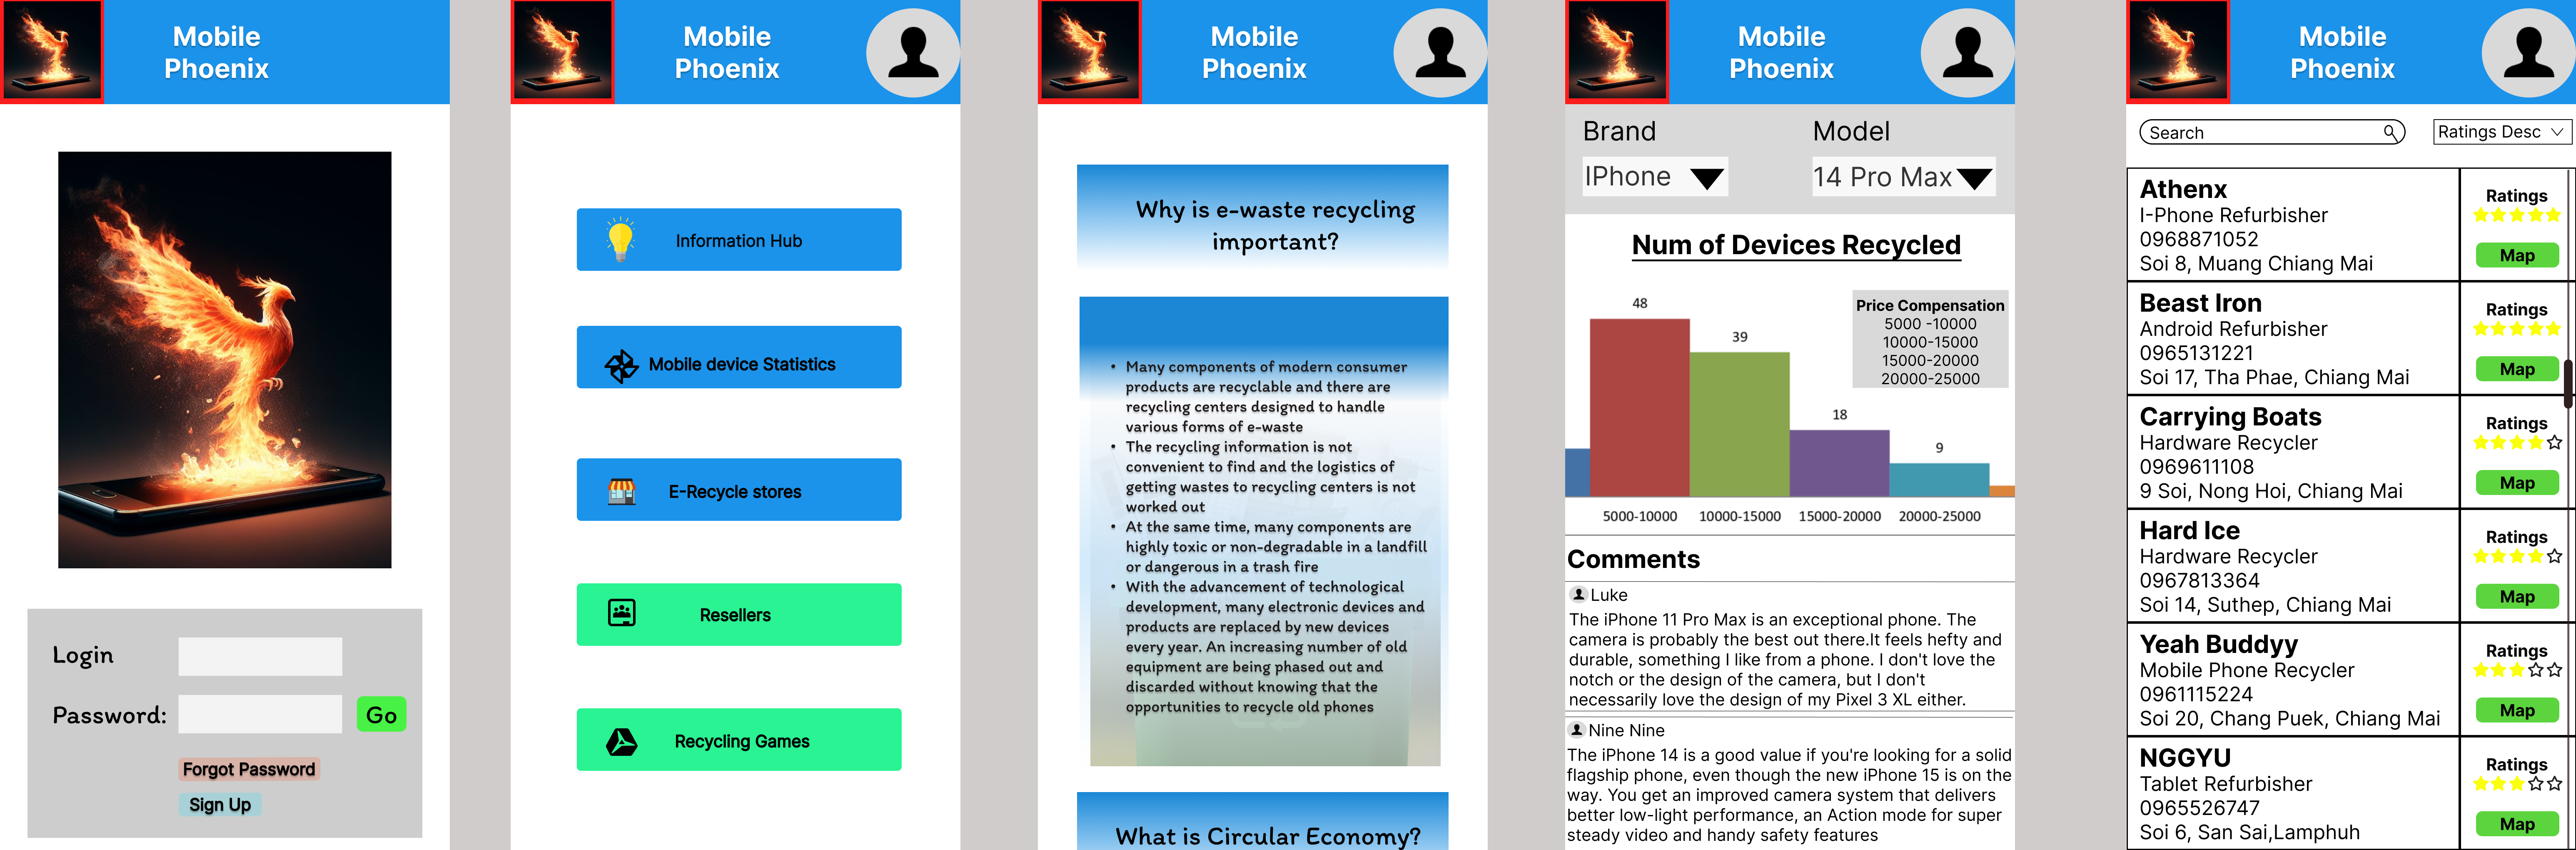 Mobile
Phoenix
Login
Password:
Go
Forgot Password
Sign Up
Mobile
Phoenix
Information Hub
Mobile device Statistics
E-Recycle stores
Resellers
Recycling Games
Mobile
Phoenix
Why is e-waste recycling
important?
• Many components of modern consumer
products are recyclable and there are
recycling centers designed to handle
various forms of e-waste
• The recycling information is not
convenient to find and the logistics of
getting wastes to recycling centers is not
worked out
• At the same time, many components are
highly toxic or non-degradable in a landfill
or dangerous in a trash fire
• With the advancement of technological
development, many electronic devices and
products are replaced by new devices
every year. An increasing number of old
equipment are being phased out and
discarded without knowing that the
opportunities to recycle old phones
What is Circular Economy?
Mobile
Phoenix
Brand
Model
IPhone
14 Pro Max
Num of Devices Recycled
48
39
18
9
Price Compensation
5000 -10000
10000-15000
15000-20000
20000-25000
5000-10000
10000-15000
15000-20000
20000-25000
Comments
Luke
The iPhone 11 Pro Max is an exceptional phone. The
camera is probably the best out there.It feels hefty and
durable, something I like from a phone. I don't love the
notch or the design of the camera, but I don't
necessarily love the design of my Pixel 3 XL either.
Nine Nine
The iPhone 14 is a good value if you're looking for a solid
flagship phone, even though the new iPhone 15 is on the
way. You get an improved camera system that delivers
better low-light performance, an Action mode for super
steady video and handy safety features
Mobile
Phoenix
Search
Ratings Desc
Athenx
I-Phone Refurbisher
0968871052
Soi 8, Muang Chiang Mai
Ratings
Map
Beast Iron
Android Refurbisher
0965131221
Soi 17, Tha Phae, Chiang Mai
Ratings
Map
Carrying Boats
Hardware Recycler
0969611108
9 Soi, Nong Hoi, Chiang Mai
Ratings
Map
Hard Ice
Hardware Recycler
0967813364
Soi 14, Suthep, Chiang Mai
Ratings
Map
Yeah Buddyy
Mobile Phone Recycler
0961115224
Soi 20, Chang Puek, Chiang Mai
Ratings
Map
NGGYU
Tablet Refurbisher
0965526747
Soi 6, San Sai,Lamphuh
Ratings
Map